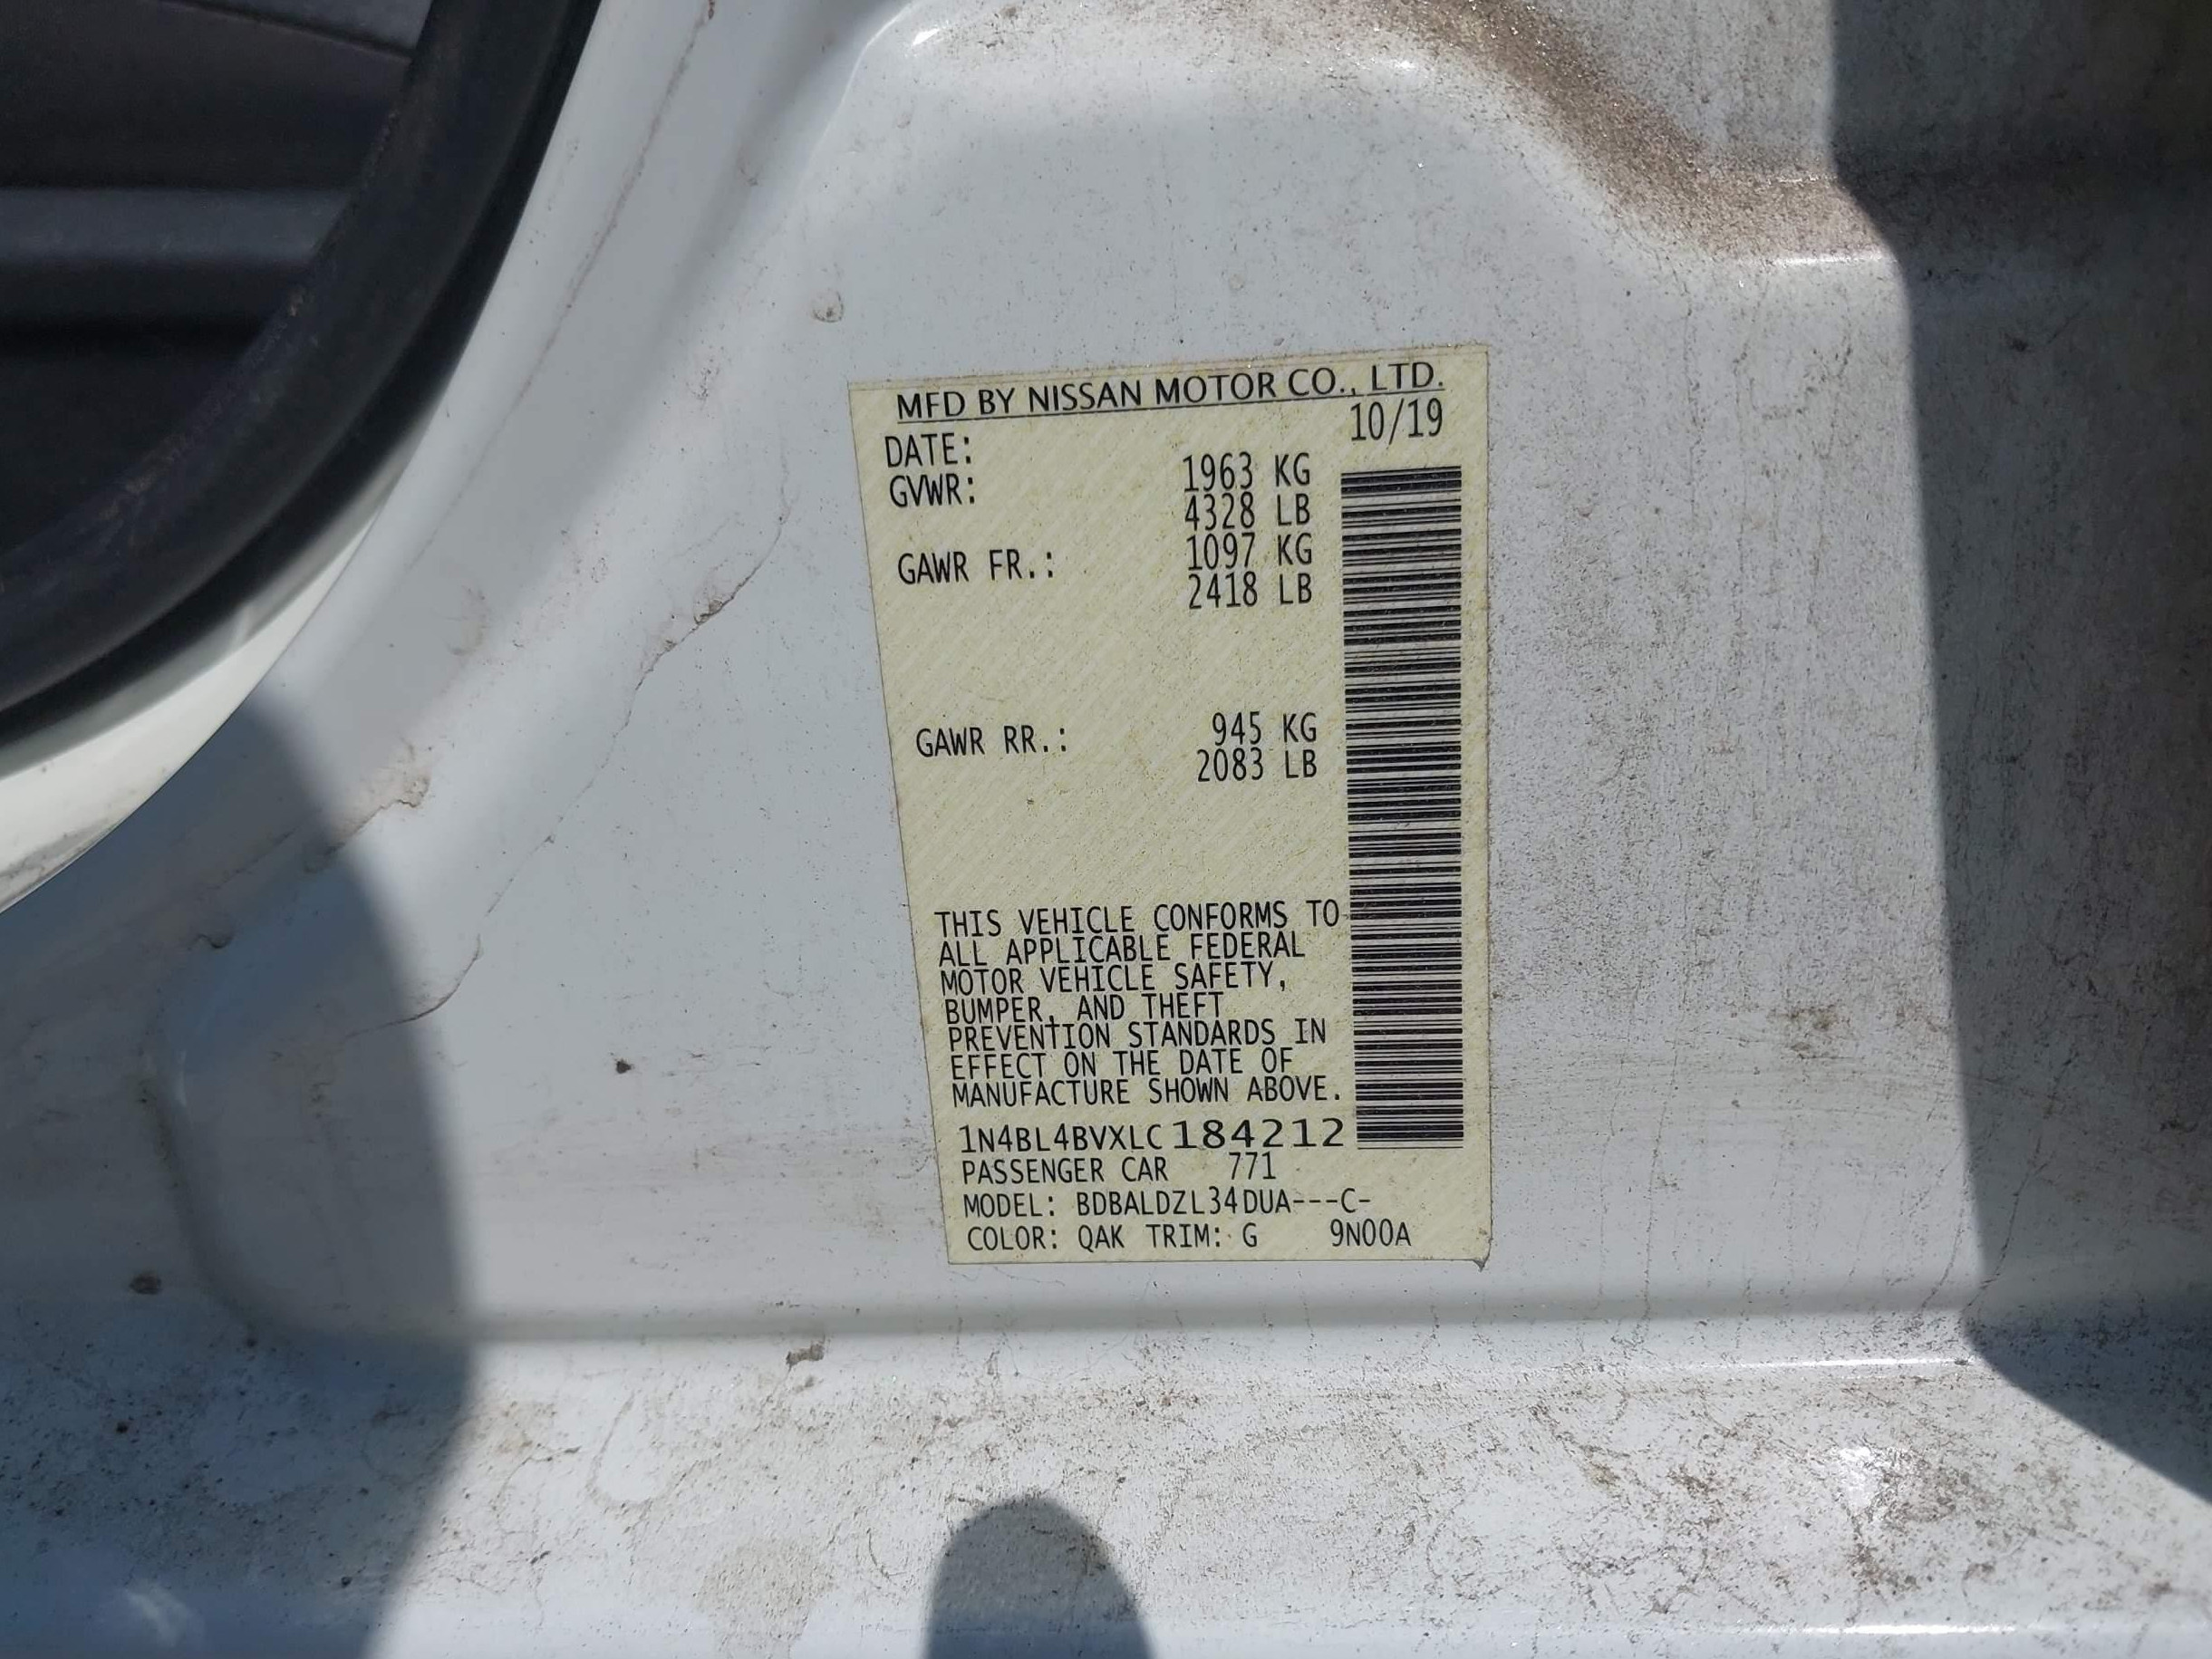 MFD BY NISSAN MOTOR CO., LTD.
DATE: 10/19
GVWR: 1963 KG
4328 LB
GAWR FR.: 1097 KG
2418 LB
GAWR RR.: 945 KG
2083 LB
THIS VEHICLE CONFORMS TO
ALL APPLICABLE FEDERAL
MOTOR VEHICLE SAFETY,
BUMPER, AND THEFT
PREVENTION STANDARDS IN
EFFECT ON THE DATE OF
MANUFACTURE SHOWN ABOVE.
1N4BL4BVXLC184212
PASSENGER CAR 771
MODEL: BDBALDZL34DUA---C-
COLOR: QAK TRIM: G 9N00A